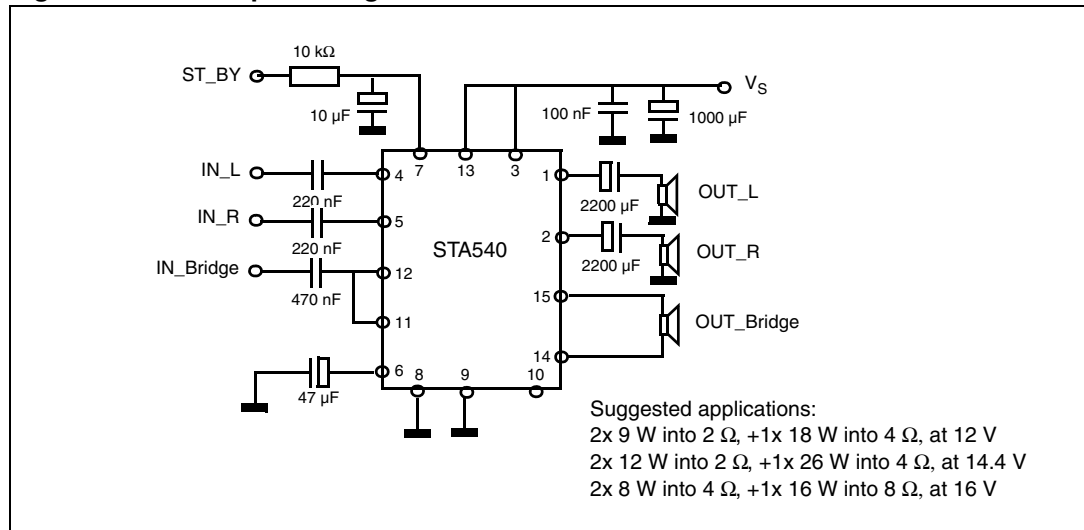 10 kΩ
ST_BY
10 µF
100 nF
1000 µF
V_S
IN_L
220 nF
4
7
13
3
1
2200 µF
OUT_L
IN_R
220 nF
5
STA540
2
2200 µF
OUT_R
IN_Bridge
470 nF
12
11
15
OUT_Bridge
14
47 µF
6
8
9
10
Suggested applications:
2x 9 W into 2 Ω, +1x 18 W into 4 Ω, at 12 V
2x 12 W into 2 Ω, +1x 26 W into 4 Ω, at 14.4 V
2x 8 W into 4 Ω, +1x 16 W into 8 Ω, at 16 V